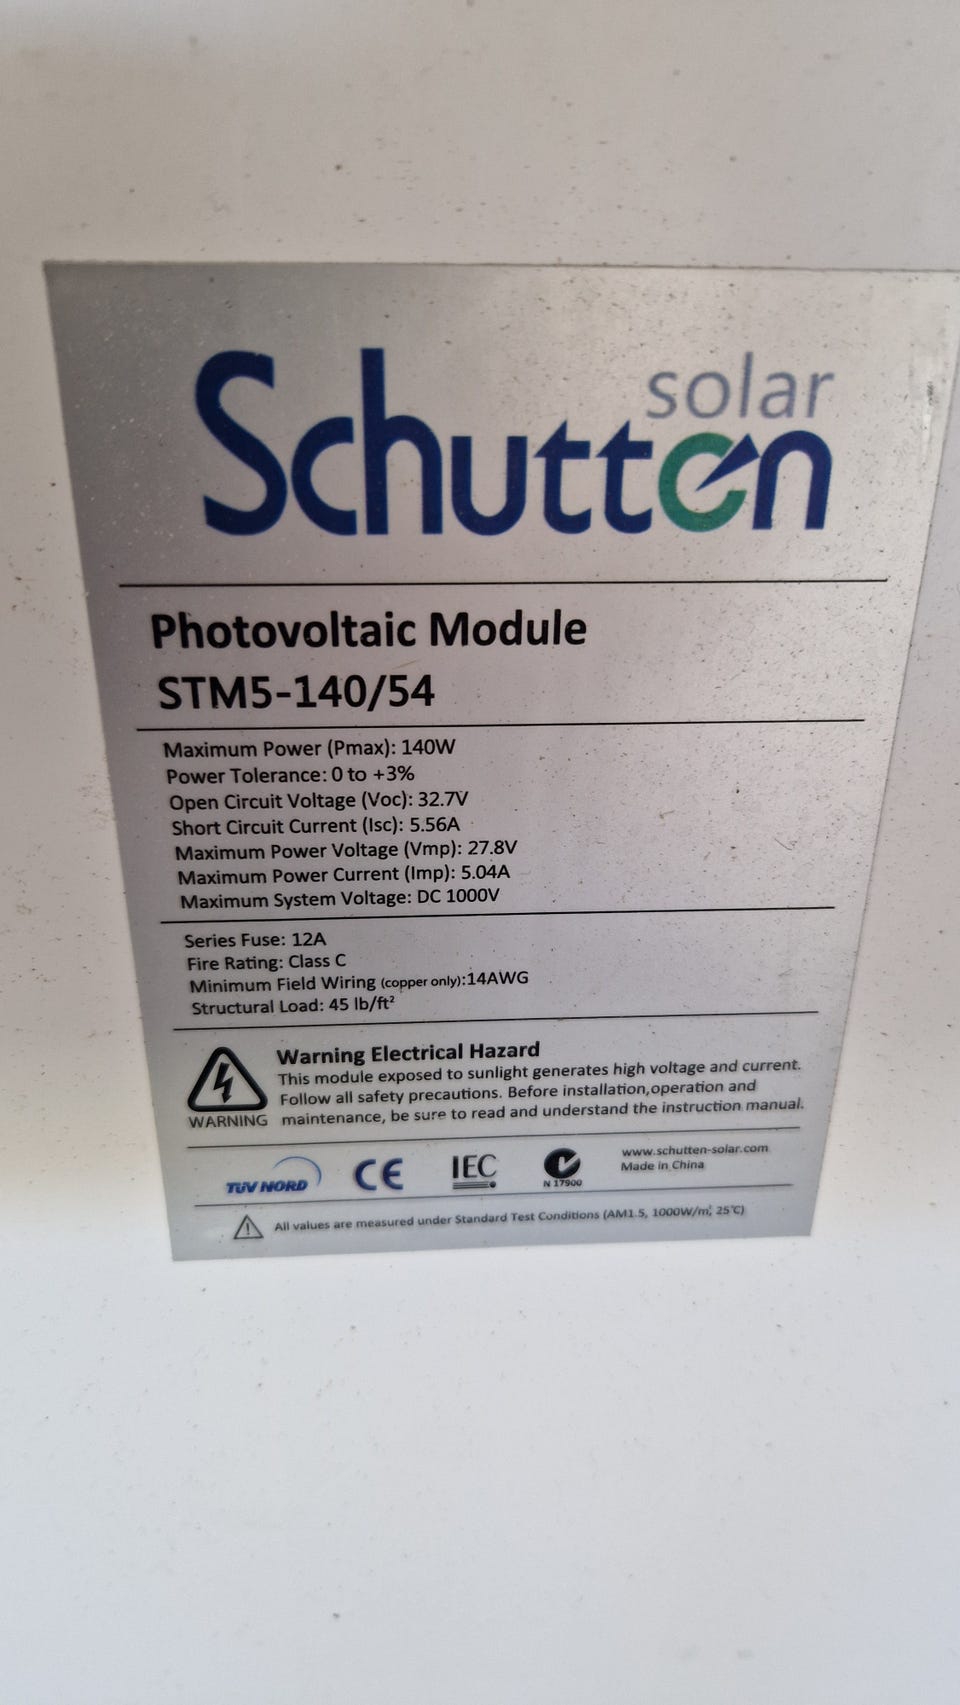 solar
Schutten
Photovoltaic Module
STM5-140/54
Maximum Power (Pmax): 140W
Power Tolerance: 0 to +3%
Open Circuit Voltage (Voc): 32.7V
Short Circuit Current (Isc): 5.56A
Maximum Power Voltage (Vmp): 27.8V
Maximum Power Current (Imp): 5.04A
Maximum System Voltage: DC 1000V
Series Fuse: 12A
Fire Rating: Class C
Minimum Field Wiring (copper only):14AWG
Structural Load: 45 lb/ft²
Warning Electrical Hazard
This module exposed to sunlight generates high voltage and current.
Follow all safety precautions. Before installation,operation and
maintenance, be sure to read and understand the instruction manual.
WARNING
TÜV NORD
CE
IEC
N 17900
www.schutten-solar.com
Made in China
All values are measured under Standard Test Conditions (AM1.5, 1000W/m², 25℃)